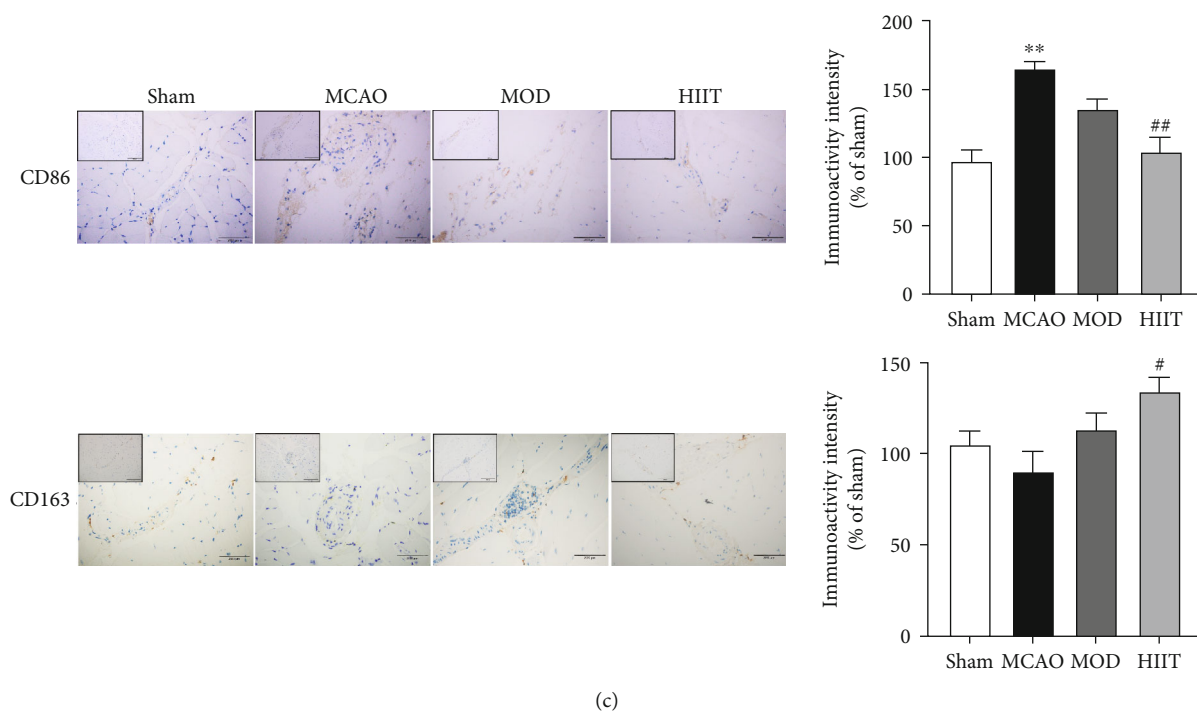 Sham MCAO MOD HIIT
CD86
CD163
Immunoactivity intensity
(% of sham)
200
150
100
50
0
**
##
Sham MCAO MOD HIIT
Immunoactivity intensity
(% of sham)
150
100
50
0
#
Sham MCAO MOD HIIT
(c)